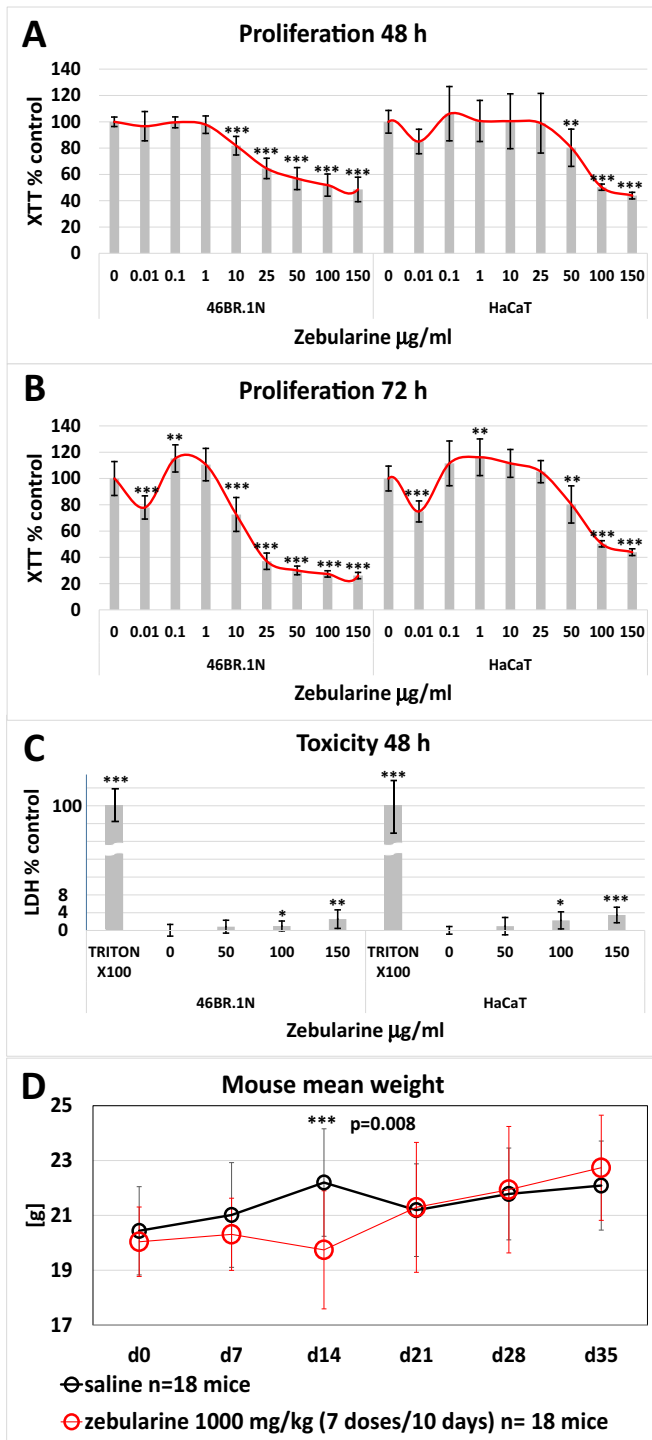 A
Proliferation 48 h
XTT % control
140
120
100
80
60
40
20
0
*** *** *** *** *** ** *** ***
0 0.01 0.1 1 10 25 50 100 150 0 0.01 0.1 1 10 25 50 100 150
46BR.1N HaCaT
Zebularine µg/ml
B
Proliferation 72 h
XTT % control
140
120
100
80
60
40
20
0
*** ** *** *** *** *** *** *** ** ** *** ***
0 0.01 0.1 1 10 25 50 100 150 0 0.01 0.1 1 10 25 50 100 150
46BR.1N HaCaT
Zebularine µg/ml
C
Toxicity 48 h
LDH % control
100
8
4
0
*** * ** *** * ***
TRITON 0 50 100 150 TRITON 0 50 100 150
X100 X100
46BR.1N HaCaT
Zebularine µg/ml
D
Mouse mean weight
[g]
25
23
21
19
17
*** p=0.008
d0 d7 d14 d21 d28 d35
saline n=18 mice
zebularine 1000 mg/kg (7 doses/10 days) n= 18 mice